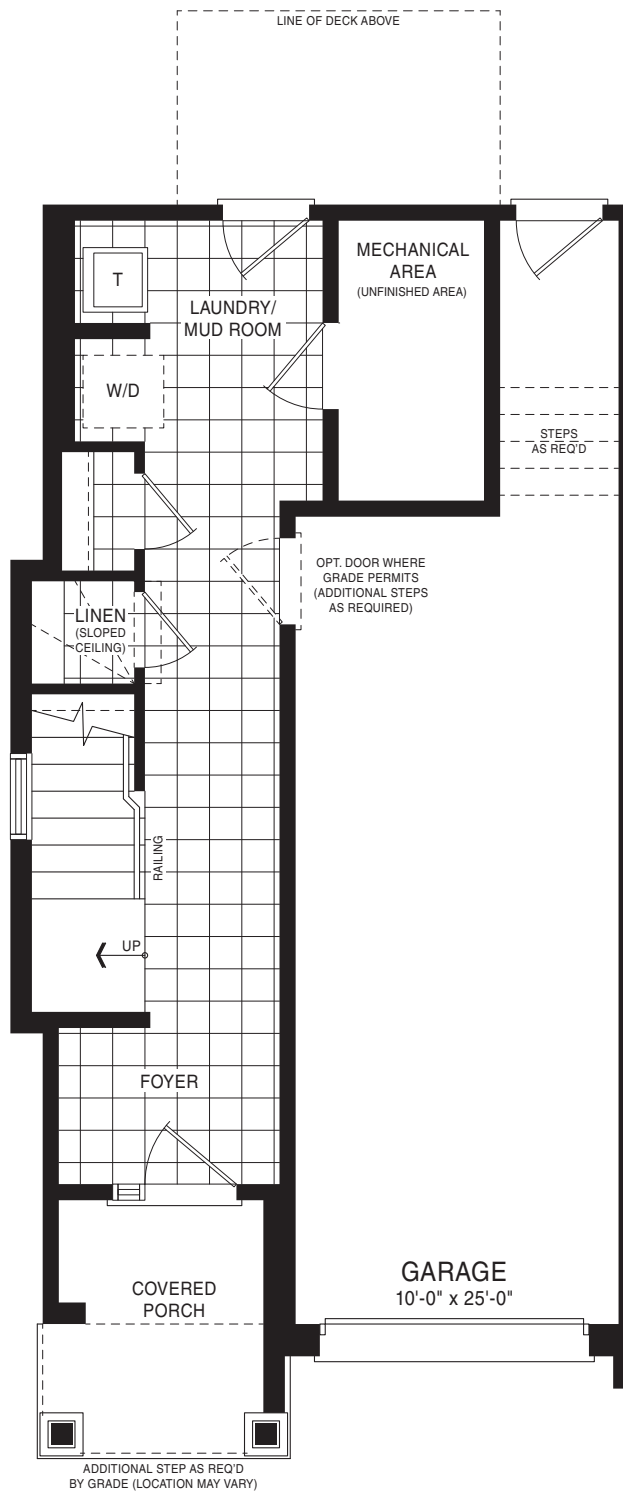 LINE OF DECK ABOVE
MECHANICAL
AREA
(UNFINISHED AREA)
T
LAUNDRY/
MUD ROOM
W/D
STEPS
AS REQ'D
OPT. DOOR WHERE
GRADE PERMITS
(ADDITIONAL STEPS
AS REQUIRED)
LINEN
(SLOPED
CEILING)
RAILING
UP
FOYER
COVERED
PORCH
GARAGE
10'-0" x 25'-0"
ADDITIONAL STEP AS REQ'D
BY GRADE (LOCATION MAY VARY)